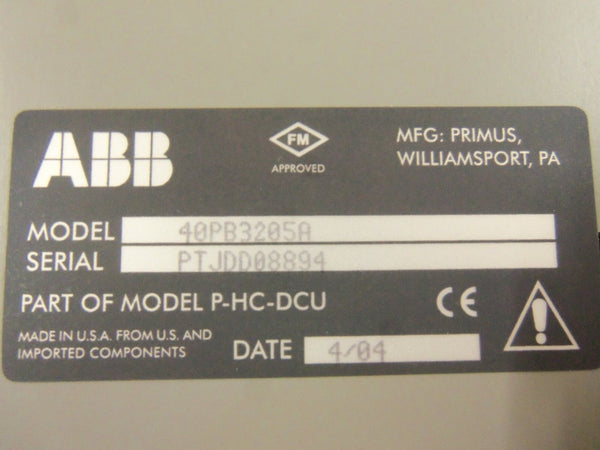 ABB
FM
APPROVED
MFG: PRIMUS,
WILLIAMSPORT, PA
MODEL 40PB3205A
SERIAL PTJDD08894
PART OF MODEL P-HC-DCU
CE
MADE IN U.S.A. FROM U.S. AND
IMPORTED COMPONENTS
DATE 4/04
!